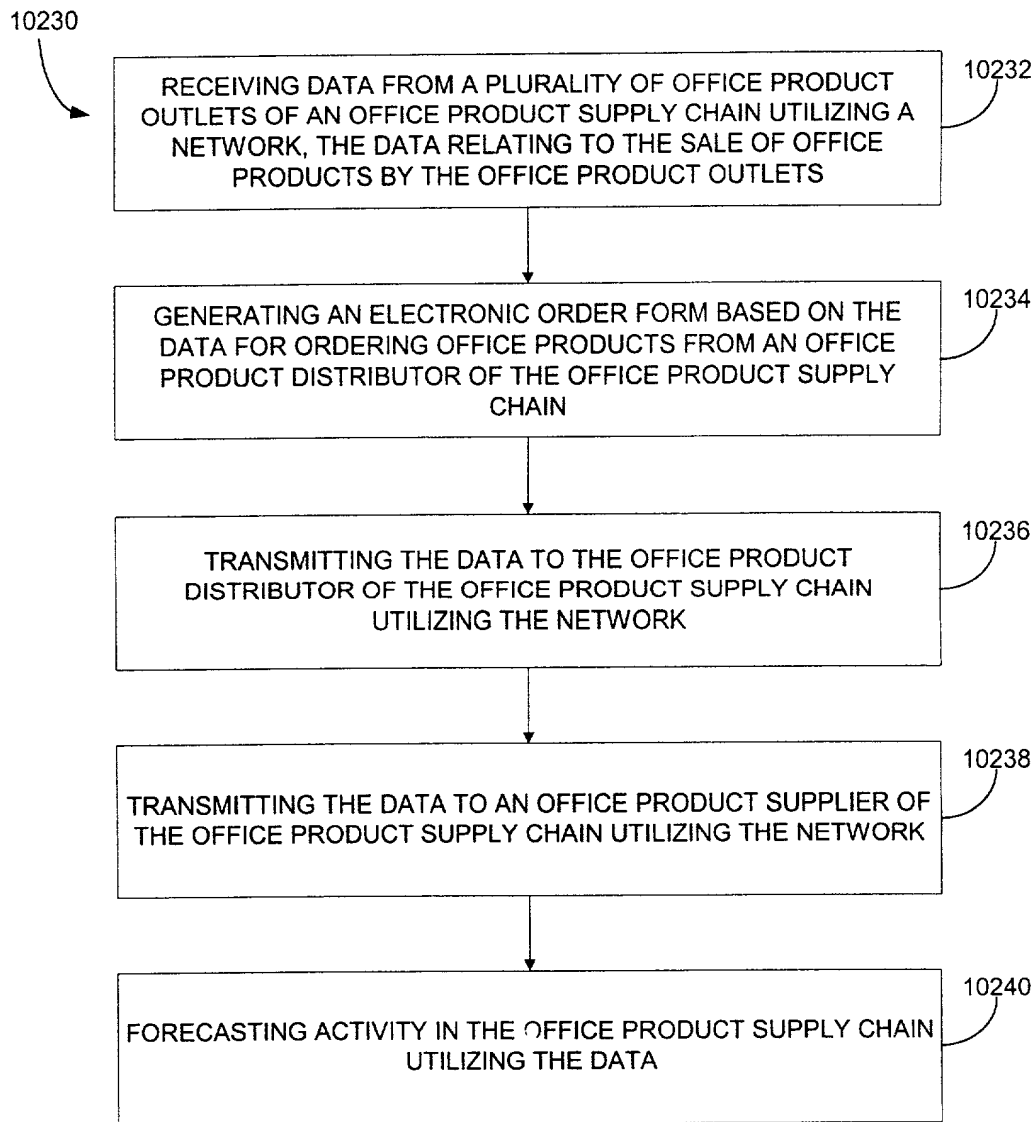 10230
RECEIVING DATA FROM A PLURALITY OF OFFICE PRODUCT
OUTLETS OF AN OFFICE PRODUCT SUPPLY CHAIN UTILIZING A
NETWORK, THE DATA RELATING TO THE SALE OF OFFICE
PRODUCTS BY THE OFFICE PRODUCT OUTLETS
10232
GENERATING AN ELECTRONIC ORDER FORM BASED ON THE
DATA FOR ORDERING OFFICE PRODUCTS FROM AN OFFICE
PRODUCT DISTRIBUTOR OF THE OFFICE PRODUCT SUPPLY
CHAIN
10234
TRANSMITTING THE DATA TO THE OFFICE PRODUCT
DISTRIBUTOR OF THE OFFICE PRODUCT SUPPLY CHAIN
UTILIZING THE NETWORK
10236
TRANSMITTING THE DATA TO AN OFFICE PRODUCT SUPPLIER OF
THE OFFICE PRODUCT SUPPLY CHAIN UTILIZING THE NETWORK
10238
FORECASTING ACTIVITY IN THE OFFICE PRODUCT SUPPLY CHAIN
UTILIZING THE DATA
10240